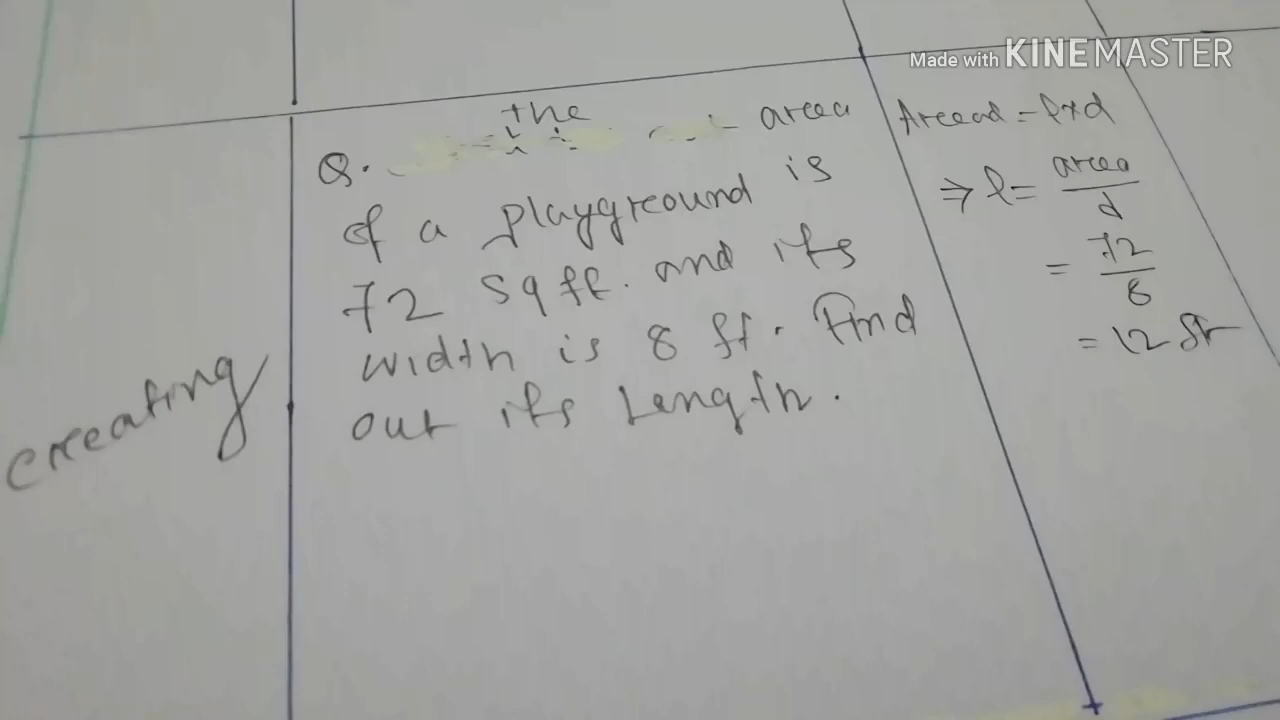 Made with KINEMASTER
creating
Q. the area
of a playground is
72 sq ft. and its
width is 8 ft. Find
out its Length.
Area = l×d
⇒ l = area/d
= 72/8
= 12 ft